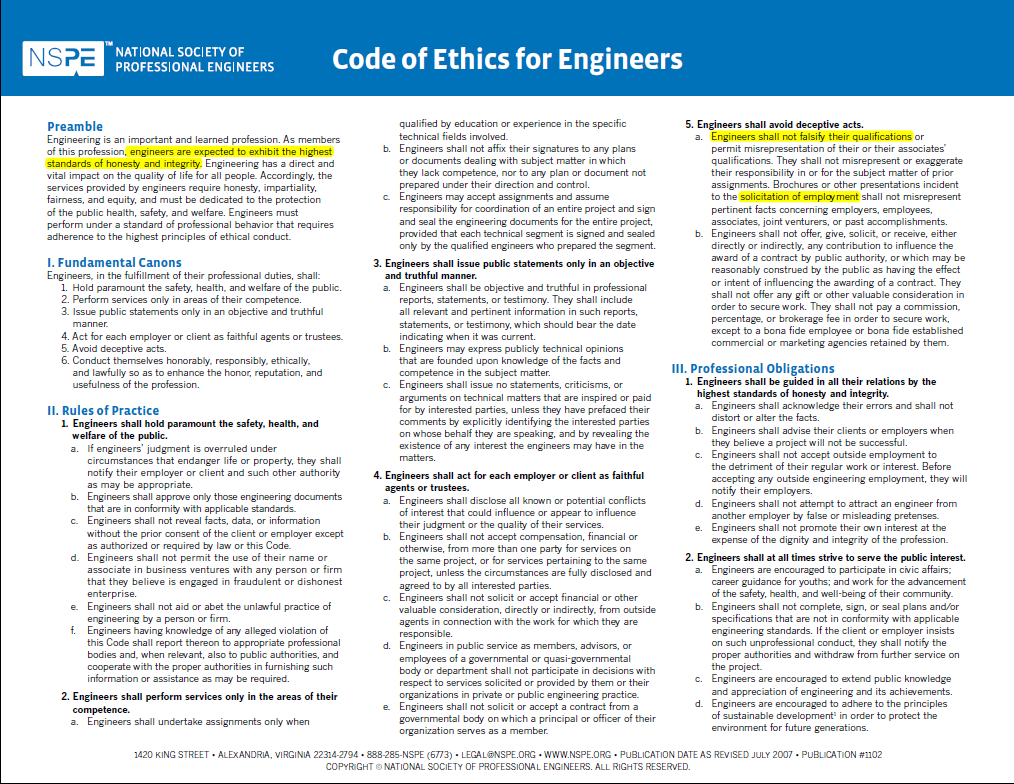 NSPE™ NATIONAL SOCIETY OF
PROFESSIONAL ENGINEERS
Code of Ethics for Engineers
Preamble
Engineering is an important and learned profession. As members
of this profession, engineers are expected to exhibit the highest
standards of honesty and integrity. Engineering has a direct and
vital impact on the quality of life for all people. Accordingly, the
services provided by engineers require honesty, impartiality,
fairness, and equity, and must be dedicated to the protection
of the public health, safety, and welfare. Engineers must
perform under a standard of professional behavior that requires
adherence to the highest principles of ethical conduct.
I. Fundamental Canons
Engineers, in the fulfillment of their professional duties, shall:
1. Hold paramount the safety, health, and welfare of the public.
2. Perform services only in areas of their competence.
3. Issue public statements only in an objective and truthful
manner.
4. Act for each employer or client as faithful agents or trustees.
5. Avoid deceptive acts.
6. Conduct themselves honorably, responsibly, ethically,
and lawfully so as to enhance the honor, reputation, and
usefulness of the profession.
II. Rules of Practice
1. Engineers shall hold paramount the safety, health, and
welfare of the public.
a. If engineers' judgment is overruled under
circumstances that endanger life or property, they shall
notify their employer or client and such other authority
as may be appropriate.
b. Engineers shall approve only those engineering documents
that are in conformity with applicable standards.
c. Engineers shall not reveal facts, data, or information
without the prior consent of the client or employer except
as authorized or required by law or this Code.
d. Engineers shall not permit the use of their name or
associate in business ventures with any person or firm
that they believe is engaged in fraudulent or dishonest
enterprise.
e. Engineers shall not aid or abet the unlawful practice of
engineering by a person or firm.
f. Engineers having knowledge of any alleged violation of
this Code shall report thereon to appropriate professional
bodies and, when relevant, also to public authorities, and
cooperate with the proper authorities in furnishing such
information or assistance as may be required.
2. Engineers shall perform services only in the areas of their
competence.
a. Engineers shall undertake assignments only when
qualified by education or experience in the specific
technical fields involved.
b. Engineers shall not affix their signatures to any plans
or documents dealing with subject matter in which
they lack competence, nor to any plan or document not
prepared under their direction and control.
c. Engineers may accept assignments and assume
responsibility for coordination of an entire project and sign
and seal the engineering documents for the entire project,
provided that each technical segment is signed and sealed
only by the qualified engineers who prepared the segment.
3. Engineers shall issue public statements only in an objective
and truthful manner.
a. Engineers shall be objective and truthful in professional
reports, statements, or testimony. They shall include
all relevant and pertinent information in such reports,
statements, or testimony, which should bear the date
indicating when it was current.
b. Engineers may express publicly technical opinions
that are founded upon knowledge of the facts and
competence in the subject matter.
c. Engineers shall issue no statements, criticisms, or
arguments on technical matters that are inspired or paid
for by interested parties, unless they have prefaced their
comments by explicitly identifying the interested parties
on whose behalf they are speaking, and by revealing the
existence of any interest the engineers may have in the
matters.
4. Engineers shall act for each employer or client as faithful
agents or trustees.
a. Engineers shall disclose all known or potential conflicts
of interest that could influence or appear to influence
their judgment or the quality of their services.
b. Engineers shall not accept compensation, financial or
otherwise, from more than one party for services on
the same project, or for services pertaining to the same
project, unless the circumstances are fully disclosed and
agreed to by all interested parties.
c. Engineers shall not solicit or accept financial or other
valuable consideration, directly or indirectly, from outside
agents in connection with the work for which they are
responsible.
d. Engineers in public service as members, advisors, or
employees of a governmental or quasi-governmental
body or department shall not participate in decisions with
respect to services solicited or provided by them or their
organizations in private or public engineering practice.
e. Engineers shall not solicit or accept a contract from a
governmental body on which a principal or officer of their
organization serves as a member.
5. Engineers shall avoid deceptive acts.
a. Engineers shall not falsify their qualifications or
permit misrepresentation of their or their associates'
qualifications. They shall not misrepresent or exaggerate
their responsibility in or for the subject matter of prior
assignments. Brochures or other presentations incident
to the solicitation of employment shall not misrepresent
pertinent facts concerning employers, employees,
associates, joint venturers, or past accomplishments.
b. Engineers shall not offer, give, solicit, or receive, either
directly or indirectly, any contribution to influence the
award of a contract by public authority, or which may be
reasonably construed by the public as having the effect
or intent of influencing the awarding of a contract. They
shall not offer any gift or other valuable consideration in
order to secure work. They shall not pay a commission,
percentage, or brokerage fee in order to secure work,
except to a bona fide employee or bona fide established
commercial or marketing agencies retained by them.
III. Professional Obligations
1. Engineers shall be guided in all their relations by the
highest standards of honesty and integrity.
a. Engineers shall acknowledge their errors and shall not
distort or alter the facts.
b. Engineers shall advise their clients or employers when
they believe a project will not be successful.
c. Engineers shall not accept outside employment to
the detriment of their regular work or interest. Before
accepting any outside engineering employment, they will
notify their employers.
d. Engineers shall not attempt to attract an engineer from
another employer by false or misleading pretenses.
e. Engineers shall not promote their own interest at the
expense of the dignity and integrity of the profession.
2. Engineers shall at all times strive to serve the public interest.
a. Engineers are encouraged to participate in civic affairs;
career guidance for youths; and work for the advancement
of the safety, health, and well-being of their community.
b. Engineers shall not complete, sign, or seal plans and/or
specifications that are not in conformity with applicable
engineering standards. If the client or employer insists
on such unprofessional conduct, they shall notify the
proper authorities and withdraw from further service on
the project.
c. Engineers are encouraged to extend public knowledge
and appreciation of engineering and its achievements.
d. Engineers are encouraged to adhere to the principles
of sustainable development¹ in order to protect the
environment for future generations.
1420 KING STREET • ALEXANDRIA, VIRGINIA 22314-2794 • 888-285-NSPE (6773) • LEGAL@NSPE.ORG • WWW.NSPE.ORG • PUBLICATION DATE AS REVISED JULY 2007 • PUBLICATION #1102
COPYRIGHT © NATIONAL SOCIETY OF PROFESSIONAL ENGINEERS. ALL RIGHTS RESERVED.